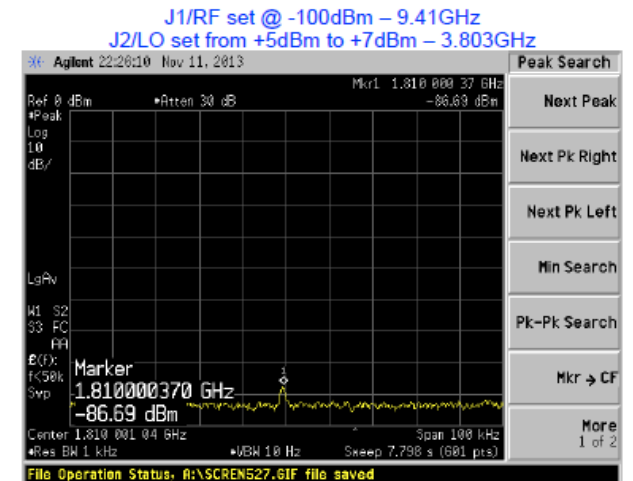 J1/RF set @ -100dBm – 9.41GHz
J2/LO set from +5dBm to +7dBm – 3.803GHz
Agilent 22:26:10 Nov 11, 2013
Peak Search
Mkr1 1.810 000 37 GHz
Ref 0 dBm •Atten 30 dB -86.69 dBm
•Peak
Log
10
dB/
LgAv
W1 S2
S3 FC
AA
£(f):
f<50k
Swp
Marker
1.810000370 GHz
-86.69 dBm
1
Center 1.810 001 04 GHz Span 100 kHz
•Res BW 1 kHz •VBW 10 Hz Sweep 7.798 s (601 pts)
File Operation Status, A:\SCREN527.GIF file saved
Next Peak
Next Pk Right
Next Pk Left
Min Search
Pk-Pk Search
Mkr → CF
More
1 of 2